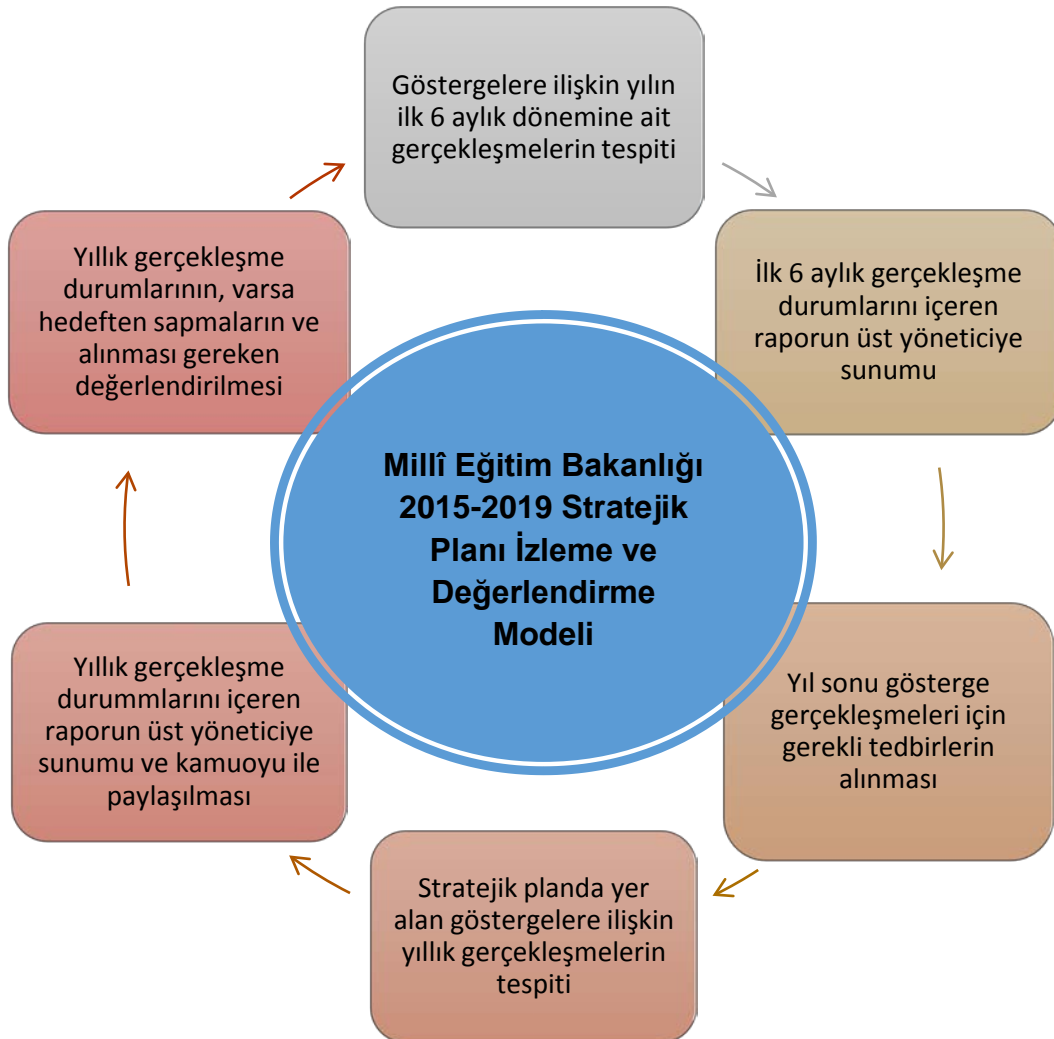 Göstergelere ilişkin yılın
ilk 6 aylık dönemine ait
gerçekleşmelerin tespiti
İlk 6 aylık gerçekleşme
durumlarını içeren
raporun üst yöneticiye
sunumu
Yıl sonu gösterge
gerçekleşmeleri için
gerekli tedbirlerin
alınması
Stratejik planda yer
alan göstergelere ilişkin
yıllık gerçekleşmelerin
tespiti
Yıllık gerçekleşme
durummlarını içeren
raporun üst yöneticiye
sunumu ve kamuoyu ile
paylaşılması
Yıllık gerçekleşme
durumlarının, varsa
hedeften sapmaların ve
alınması gereken
değerlendirilmesi
Millî Eğitim Bakanlığı
2015-2019 Stratejik
Planı İzleme ve
Değerlendirme
Modeli